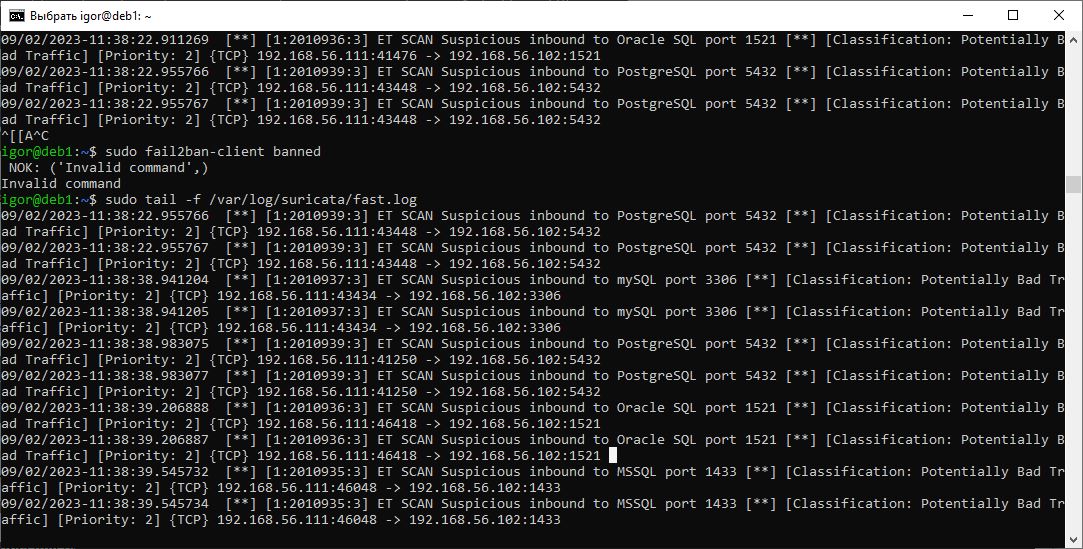 Выбрать igor@deb1: ~
09/02/2023-11:38:22.911269  [**] [1:2010936:3] ET SCAN Suspicious inbound to Oracle SQL port 1521 [**] [Classification: Potentially B
ad Traffic] [Priority: 2] {TCP} 192.168.56.111:41476 -> 192.168.56.102:1521
09/02/2023-11:38:22.955766  [**] [1:2010939:3] ET SCAN Suspicious inbound to PostgreSQL port 5432 [**] [Classification: Potentially B
ad Traffic] [Priority: 2] {TCP} 192.168.56.111:43448 -> 192.168.56.102:5432
09/02/2023-11:38:22.955767  [**] [1:2010939:3] ET SCAN Suspicious inbound to PostgreSQL port 5432 [**] [Classification: Potentially B
ad Traffic] [Priority: 2] {TCP} 192.168.56.111:43448 -> 192.168.56.102:5432
^[[A^C
igor@deb1:~$ sudo fail2ban-client banned
 NOK: ('Invalid command',)
Invalid command
igor@deb1:~$ sudo tail -f /var/log/suricata/fast.log
09/02/2023-11:38:22.955766  [**] [1:2010939:3] ET SCAN Suspicious inbound to PostgreSQL port 5432 [**] [Classification: Potentially B
ad Traffic] [Priority: 2] {TCP} 192.168.56.111:43448 -> 192.168.56.102:5432
09/02/2023-11:38:22.955767  [**] [1:2010939:3] ET SCAN Suspicious inbound to PostgreSQL port 5432 [**] [Classification: Potentially B
ad Traffic] [Priority: 2] {TCP} 192.168.56.111:43448 -> 192.168.56.102:5432
09/02/2023-11:38:38.941204  [**] [1:2010937:3] ET SCAN Suspicious inbound to mySQL port 3306 [**] [Classification: Potentially Bad Tr
affic] [Priority: 2] {TCP} 192.168.56.111:43434 -> 192.168.56.102:3306
09/02/2023-11:38:38.941205  [**] [1:2010937:3] ET SCAN Suspicious inbound to mySQL port 3306 [**] [Classification: Potentially Bad Tr
affic] [Priority: 2] {TCP} 192.168.56.111:43434 -> 192.168.56.102:3306
09/02/2023-11:38:38.983075  [**] [1:2010939:3] ET SCAN Suspicious inbound to PostgreSQL port 5432 [**] [Classification: Potentially B
ad Traffic] [Priority: 2] {TCP} 192.168.56.111:41250 -> 192.168.56.102:5432
09/02/2023-11:38:38.983077  [**] [1:2010939:3] ET SCAN Suspicious inbound to PostgreSQL port 5432 [**] [Classification: Potentially B
ad Traffic] [Priority: 2] {TCP} 192.168.56.111:41250 -> 192.168.56.102:5432
09/02/2023-11:38:39.206888  [**] [1:2010936:3] ET SCAN Suspicious inbound to Oracle SQL port 1521 [**] [Classification: Potentially B
ad Traffic] [Priority: 2] {TCP} 192.168.56.111:46418 -> 192.168.56.102:1521
09/02/2023-11:38:39.206887  [**] [1:2010936:3] ET SCAN Suspicious inbound to Oracle SQL port 1521 [**] [Classification: Potentially B
ad Traffic] [Priority: 2] {TCP} 192.168.56.111:46418 -> 192.168.56.102:1521
09/02/2023-11:38:39.545732  [**] [1:2010935:3] ET SCAN Suspicious inbound to MSSQL port 1433 [**] [Classification: Potentially Bad Tr
affic] [Priority: 2] {TCP} 192.168.56.111:46048 -> 192.168.56.102:1433
09/02/2023-11:38:39.545734  [**] [1:2010935:3] ET SCAN Suspicious inbound to MSSQL port 1433 [**] [Classification: Potentially Bad Tr
affic] [Priority: 2] {TCP} 192.168.56.111:46048 -> 192.168.56.102:1433